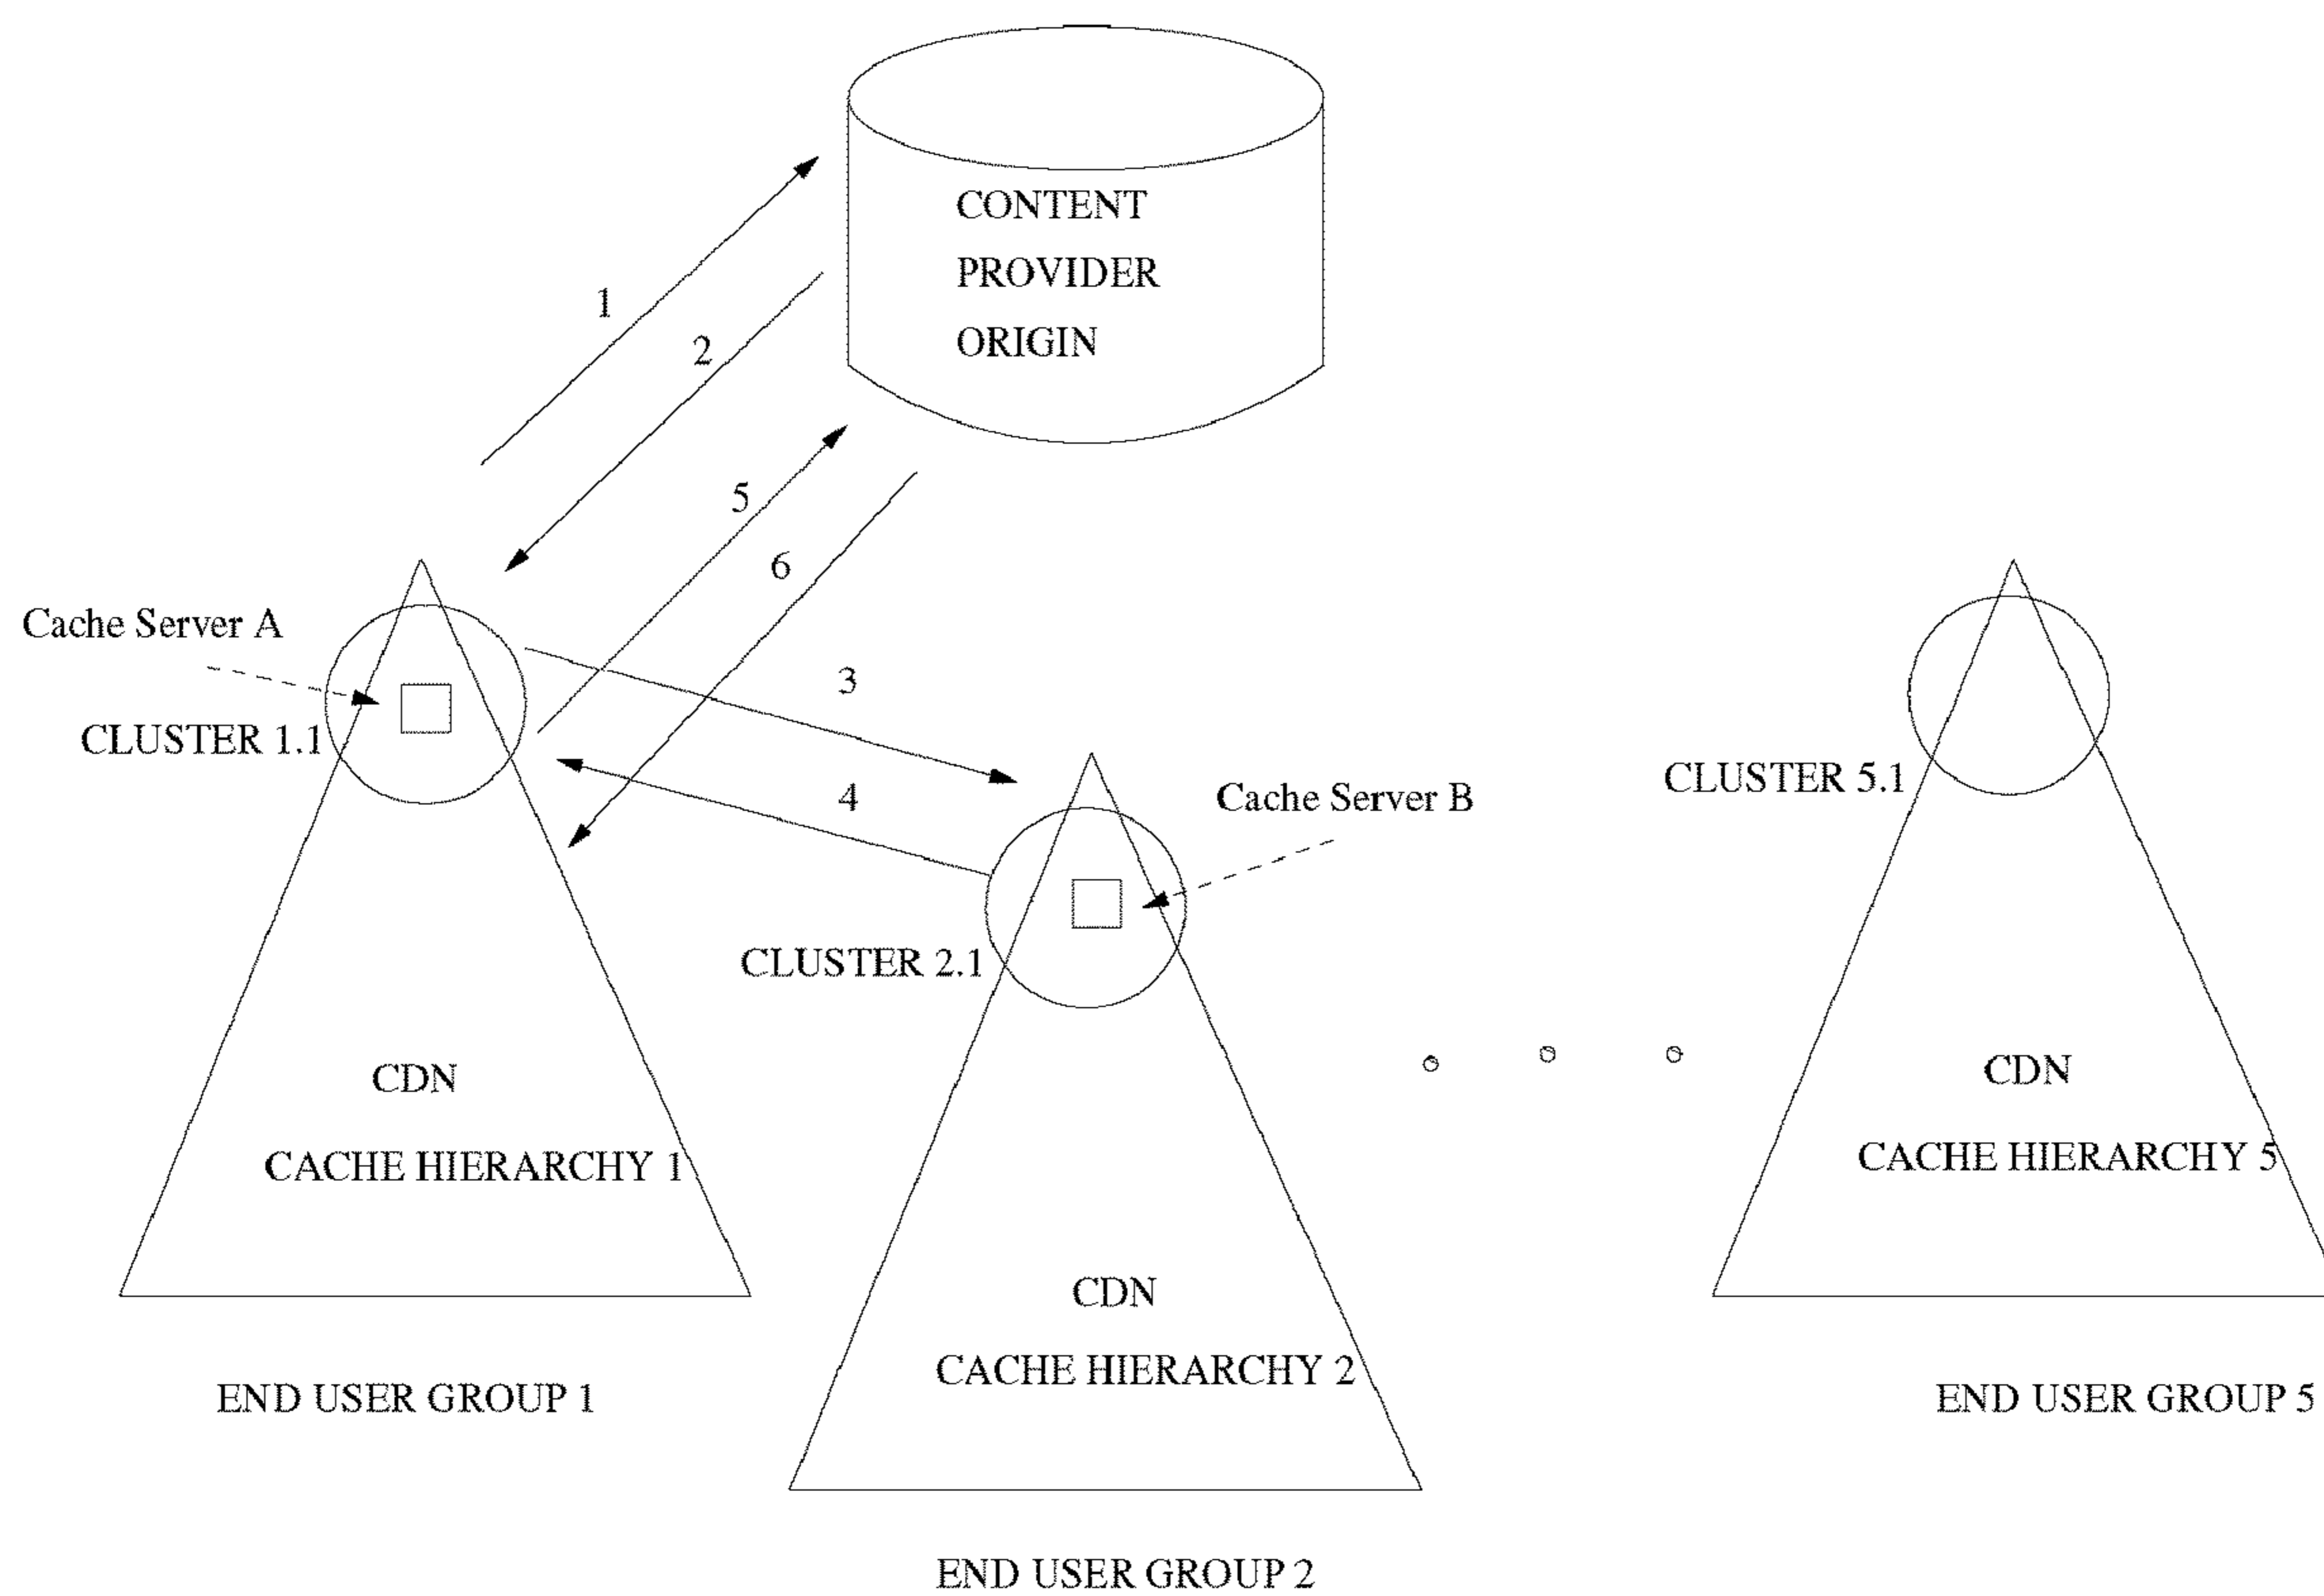 CONTENT
PROVIDER
ORIGIN
1
2
5
6
3
4
Cache Server A
CLUSTER 1.1
Cache Server B
CLUSTER 2.1
CLUSTER 5.1
CDN
CACHE HIERARCHY 1
CDN
CACHE HIERARCHY 2
CDN
CACHE HIERARCHY 5
END USER GROUP 1
END USER GROUP 2
END USER GROUP 5